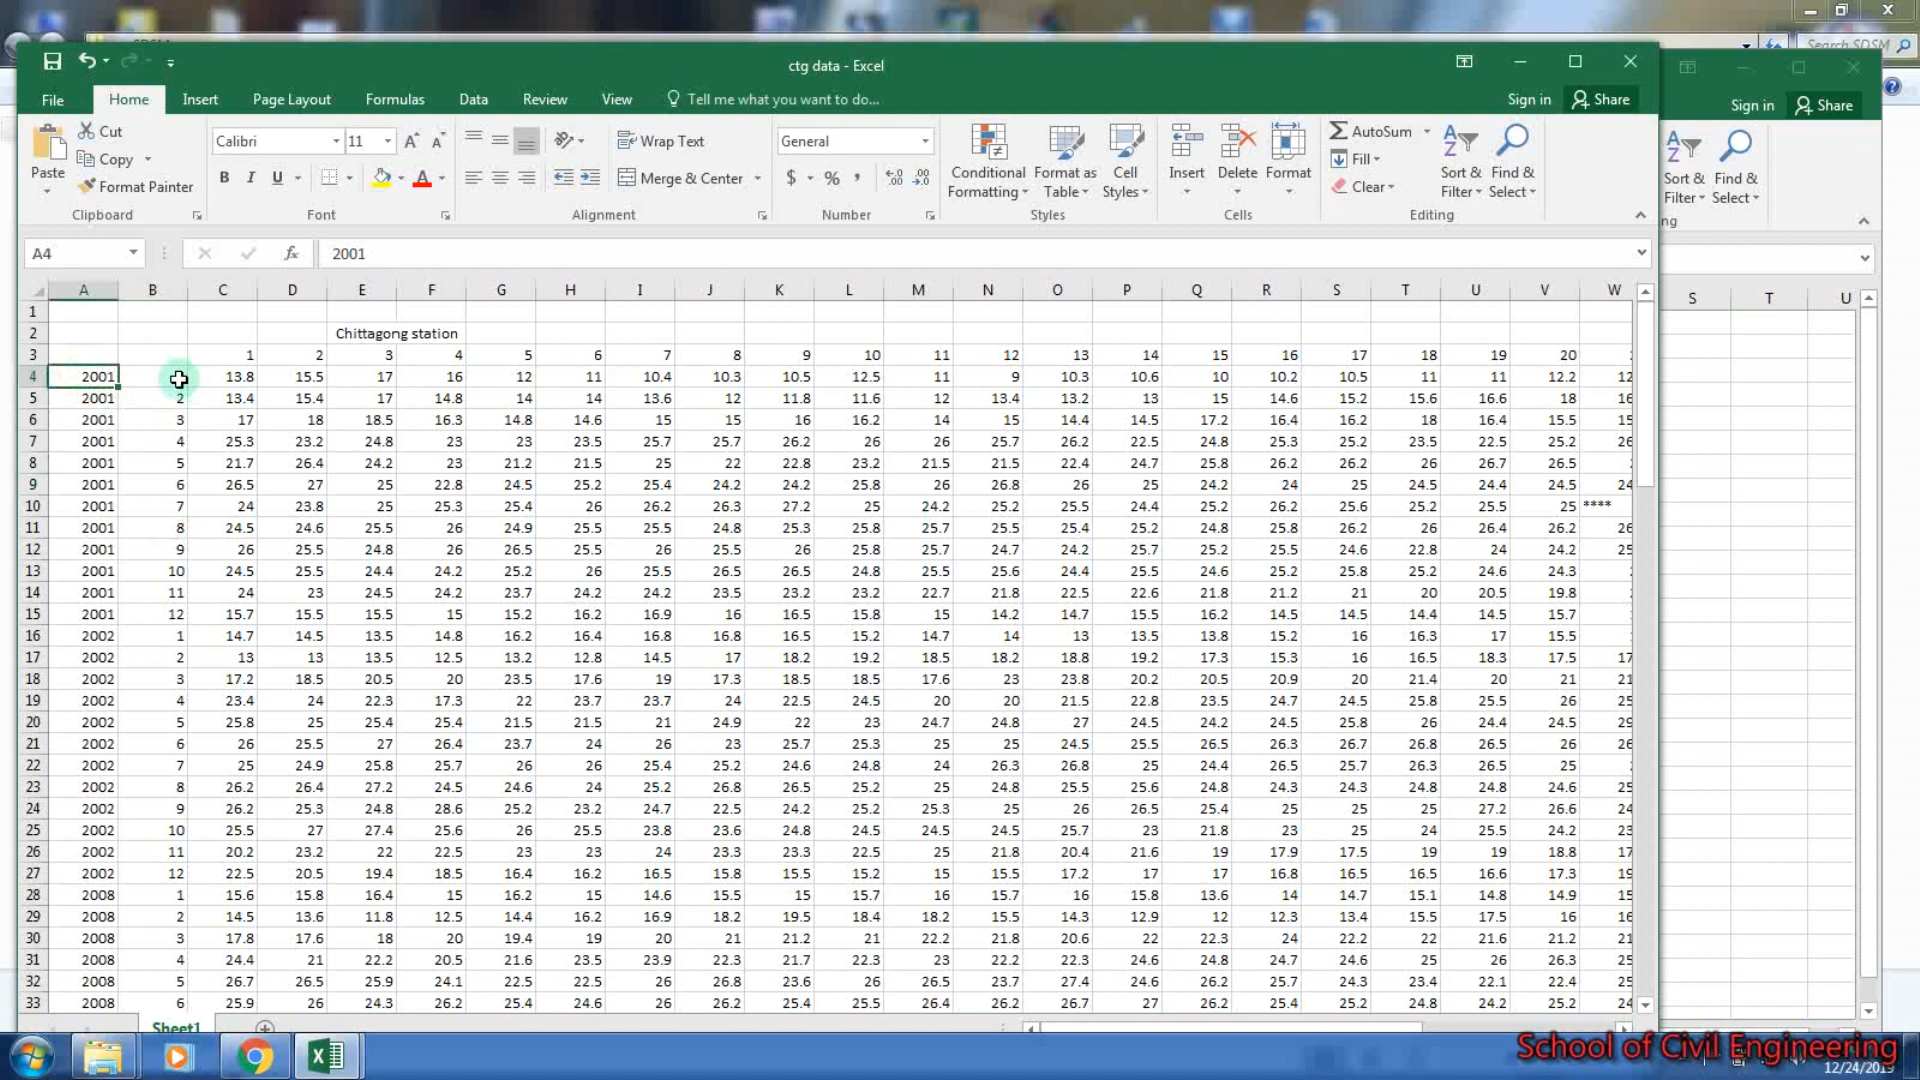 Search SDSM
ctg data - Excel
File Home Insert Page Layout Formulas Data Review View Tell me what you want to do... Sign in Share
Sign in Share
Cut
Copy
Format Painter
Paste
Calibri 11
B I U
Wrap Text
Merge & Center
General
$ % ,
Conditional Formatting
Format as Table
Cell Styles
Insert Delete Format
AutoSum
Fill
Clear
Sort & Filter
Find & Select
Sort & Filter
Find & Select
Clipboard Font Alignment Number Styles Cells Editing
A4 fx 2001
A B C D E F G H I J K L M N O P Q R S T U V W
S T U
1
2 Chittagong station
3 1 2 3 4 5 6 7 8 9 10 11 12 13 14 15 16 17 18 19 20
4 2001 13.8 15.5 17 16 12 11 10.4 10.3 10.5 12.5 11 9 10.3 10.6 10 10.2 10.5 11 11 12.2 12
5 2001 2 13.4 15.4 17 14.8 14 14 13.6 12 11.8 11.6 12 13.4 13.2 13 15 14.6 15.2 15.6 16.6 18 16
6 2001 3 17 18 18.5 16.3 14.8 14.6 15 15 16 16.2 14 15 14.4 14.5 17.2 16.4 16.2 18 16.4 15.5 15
7 2001 4 25.3 23.2 24.8 23 23 23.5 25.7 25.7 26.2 26 26 25.7 26.2 22.5 24.8 25.3 25.2 23.5 22.5 25.2 26
8 2001 5 21.7 26.4 24.2 23 21.2 21.5 25 22 22.8 23.2 21.5 21.5 22.4 24.7 25.8 26.2 26.2 26 26.7 26.5
9 2001 6 26.5 27 25 22.8 24.5 25.2 25.4 24.2 24.2 25.8 26 26.8 26 25 24.2 24 25 24.5 24.4 24.5 24
10 2001 7 24 23.8 25 25.3 25.4 26 26.2 26.3 27.2 25 24.2 25.2 25.5 24.4 25.2 26.2 25.6 25.2 25.5 25 ****
11 2001 8 24.5 24.6 25.5 26 24.9 25.5 25.5 24.8 25.3 25.8 25.7 25.5 25.4 25.2 24.8 25.8 26.2 26 26.4 26.2 26
12 2001 9 26 25.5 24.8 26 26.5 25.5 26 25.5 26 25.8 25.7 24.7 24.2 25.7 25.2 25.5 24.6 22.8 24 24.2 25
13 2001 10 24.5 25.5 24.4 24.2 25.2 26 25.5 26.5 26.5 24.8 25.5 25.6 24.4 25.5 24.6 25.2 25.8 25.2 24.6 24.3
14 2001 11 24 23 24.5 24.2 23.7 24.2 24.2 23.5 23.2 23.2 22.7 21.8 22.5 22.6 21.8 21.2 21 20 20.5 19.8
15 2001 12 15.7 15.5 15.5 15 15.2 16.2 16.9 16 16.5 15.8 15 14.2 14.7 15.5 16.2 14.5 14.5 14.4 14.5 15.7
16 2002 1 14.7 14.5 13.5 14.8 16.2 16.4 16.8 16.8 16.5 15.2 14.7 14 13 13.5 13.8 15.2 16 16.3 17 15.5
17 2002 2 13 13 13.5 12.5 13.2 12.8 14.5 17 18.2 19.2 18.5 18.2 18.8 19.2 17.3 15.3 16 16.5 18.3 17.5 17
18 2002 3 17.2 18.5 20.5 20 23.5 17.6 19 17.3 18.5 18.5 17.6 23 23.8 20.2 20.5 20.9 20 21.4 20 21 21
19 2002 4 23.4 24 22.3 17.3 22 23.7 23.7 24 22.5 24.5 20 20 21.5 22.8 23.5 24.7 24.5 25.8 25.5 26 25
20 2002 5 25.8 25 25.4 25.4 21.5 21.5 21 24.9 22 23 24.7 24.8 27 24.5 24.2 24.5 25.8 26 24.4 24.5 29
21 2002 6 26 25.5 27 26.4 23.7 24 26 23 25.7 25.3 25 25 24.5 25.5 26.5 26.3 26.7 26.8 26.5 26 26
22 2002 7 25 24.9 25.8 25.7 26 26 25.4 25.2 24.6 24.8 24 26.3 26.8 25 24.4 26.5 25.7 26.3 26.5 25
23 2002 8 26.2 26.4 27.2 24.5 24.6 24 25.2 26.8 26.5 25.2 25 24.8 25.5 25.6 24.8 24.3 24.3 24.8 24.8 24.6 25
24 2002 9 26.2 25.3 24.8 28.6 25.2 23.2 24.7 22.5 24.2 25.2 25.3 25 26 26.5 25.4 25 25 25 27.2 26.6 24
25 2002 10 25.5 27 27.4 25.6 26 25.5 23.8 23.6 24.8 24.5 24.5 24.5 25.7 23 21.8 23 25 24 25.5 24.2 23
26 2002 11 20.2 23.2 22 22.5 23 23 24 23.3 23.3 22.5 25 21.8 20.4 21.6 19 17.9 17.5 19 19 18.8 17
27 2002 12 22.5 20.5 19.4 18.5 16.4 16.2 16.5 15.8 15.5 15.2 15 15.5 17.2 17 17 16.8 16.5 16.5 16.6 17.3 19
28 2008 1 15.6 15.8 16.4 15 16.2 15 14.6 15.5 15 15.7 16 15.7 16 15.8 13.6 14 14.7 15.1 14.8 14.9 15
29 2008 2 14.5 13.6 11.8 12.5 14.4 16.2 16.9 18.2 19.5 18.4 18.2 15.5 14.3 12.9 12 12.3 13.4 15.5 17.5 16 16
30 2008 3 17.8 17.6 18 20 19.4 19 20 21 21.2 21 22.2 21.8 20.6 22 22.3 24 22.2 22 21.6 21.2 21
31 2008 4 24.4 21 22.2 20.5 21.6 23.5 23.9 22.3 21.7 22.3 23 22.2 22.3 24.6 24.8 24.7 24.6 25 26 26.3 25
32 2008 5 26.7 26.5 25.9 24.1 22.5 22.5 26 26.8 23.6 26 26.5 23.7 27.4 24.6 26.2 25.7 24.3 23.4 22.1 22.4 25
33 2008 6 25.9 26 24.3 26.2 25.4 24.6 26 26.2 25.4 25.5 26.4 26.2 26.7 27 26.2 25.4 25.2 24.8 24.2 25.2 24
Sheet1
School of Civil Engineering
12/24/2019